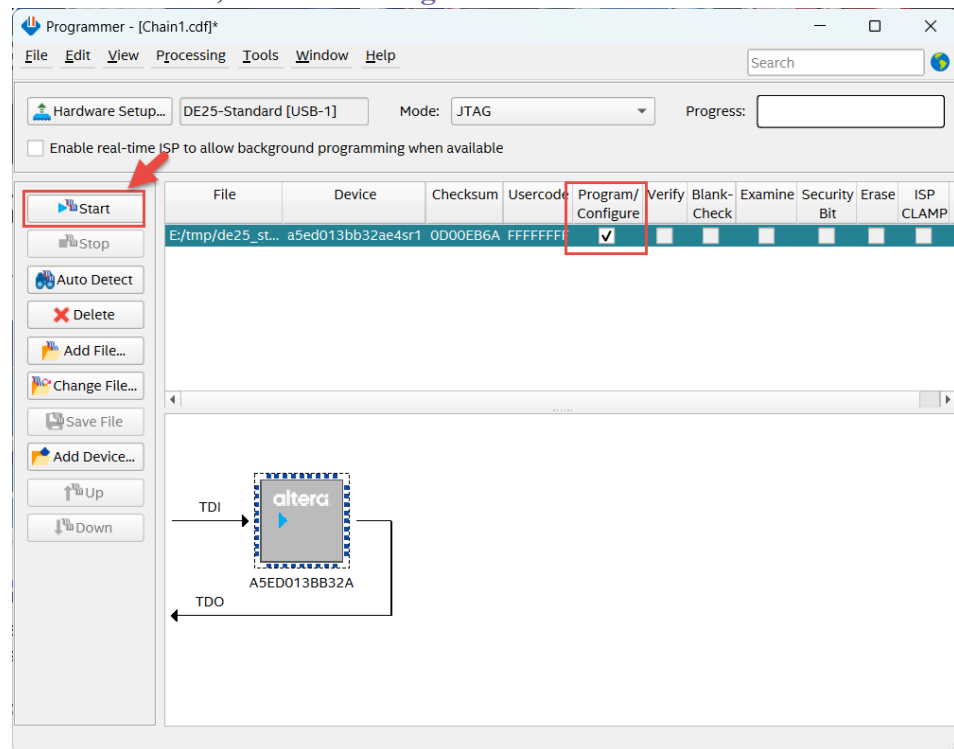 Programmer - [Chain1.cdf]*
File Edit View Processing Tools Window Help
Search
Hardware Setup... DE25-Standard [USB-1] Mode: JTAG Progress:
Enable real-time ISP to allow background programming when available
File Device Checksum Usercode Program/ Verify Blank- Examine Security Erase ISP
Configure Check Bit CLAMP
E:/tmp/de25_st... a5ed013bb32ae4sr1 0D00EB6A FFFFFFFF
Start
Stop
Auto Detect
Delete
Add File...
Change File...
Save File
Add Device...
Up
Down
TDI
altera
A5ED013BB32A
TDO